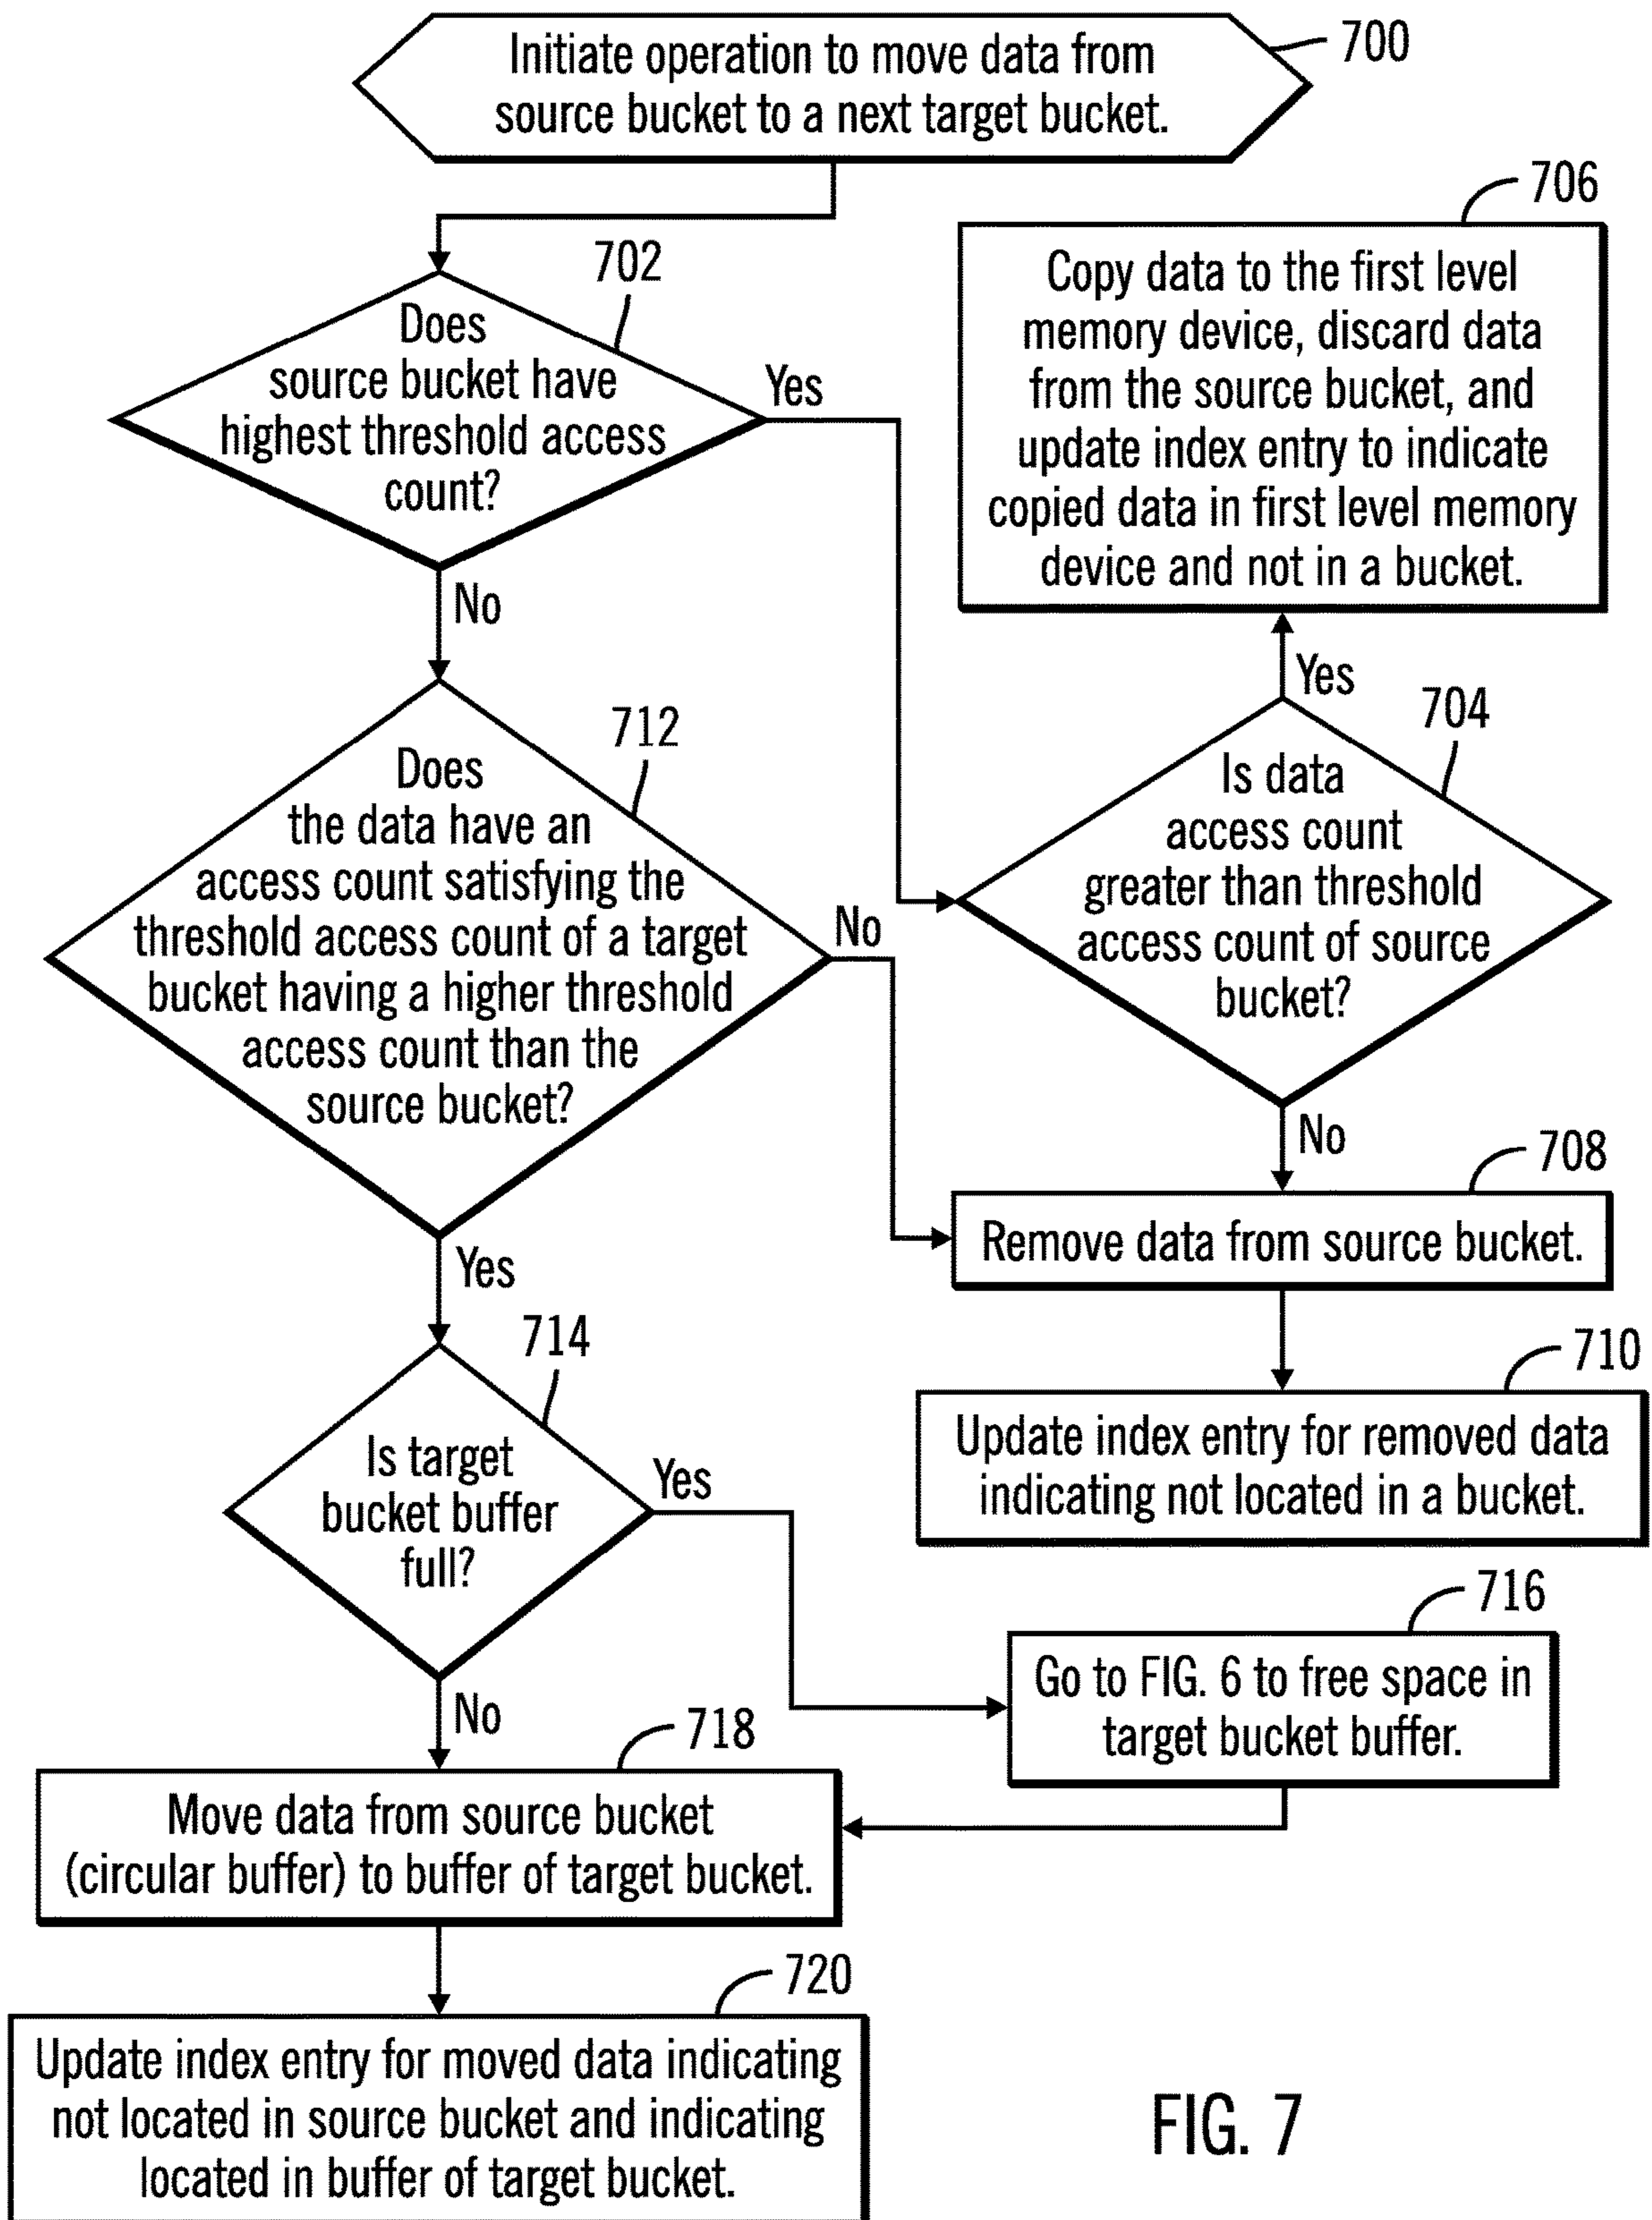 Initiate operation to move data from
source bucket to a next target bucket.
700
702
Does
source bucket have
highest threshold access
count?
Yes
No
706
Copy data to the first level
memory device, discard data
from the source bucket, and
update index entry to indicate
copied data in first level memory
device and not in a bucket.
Yes
704
Is data
access count
greater than threshold
access count of source
bucket?
No
712
Does
the data have an
access count satisfying the
threshold access count of a target
bucket having a higher threshold
access count than the
source bucket?
No
Yes
708
Remove data from source bucket.
710
Update index entry for removed data
indicating not located in a bucket.
714
Is target
bucket buffer
full?
Yes
No
716
Go to FIG. 6 to free space in
target bucket buffer.
718
Move data from source bucket
(circular buffer) to buffer of target bucket.
720
Update index entry for moved data indicating
not located in source bucket and indicating
located in buffer of target bucket.
FIG. 7